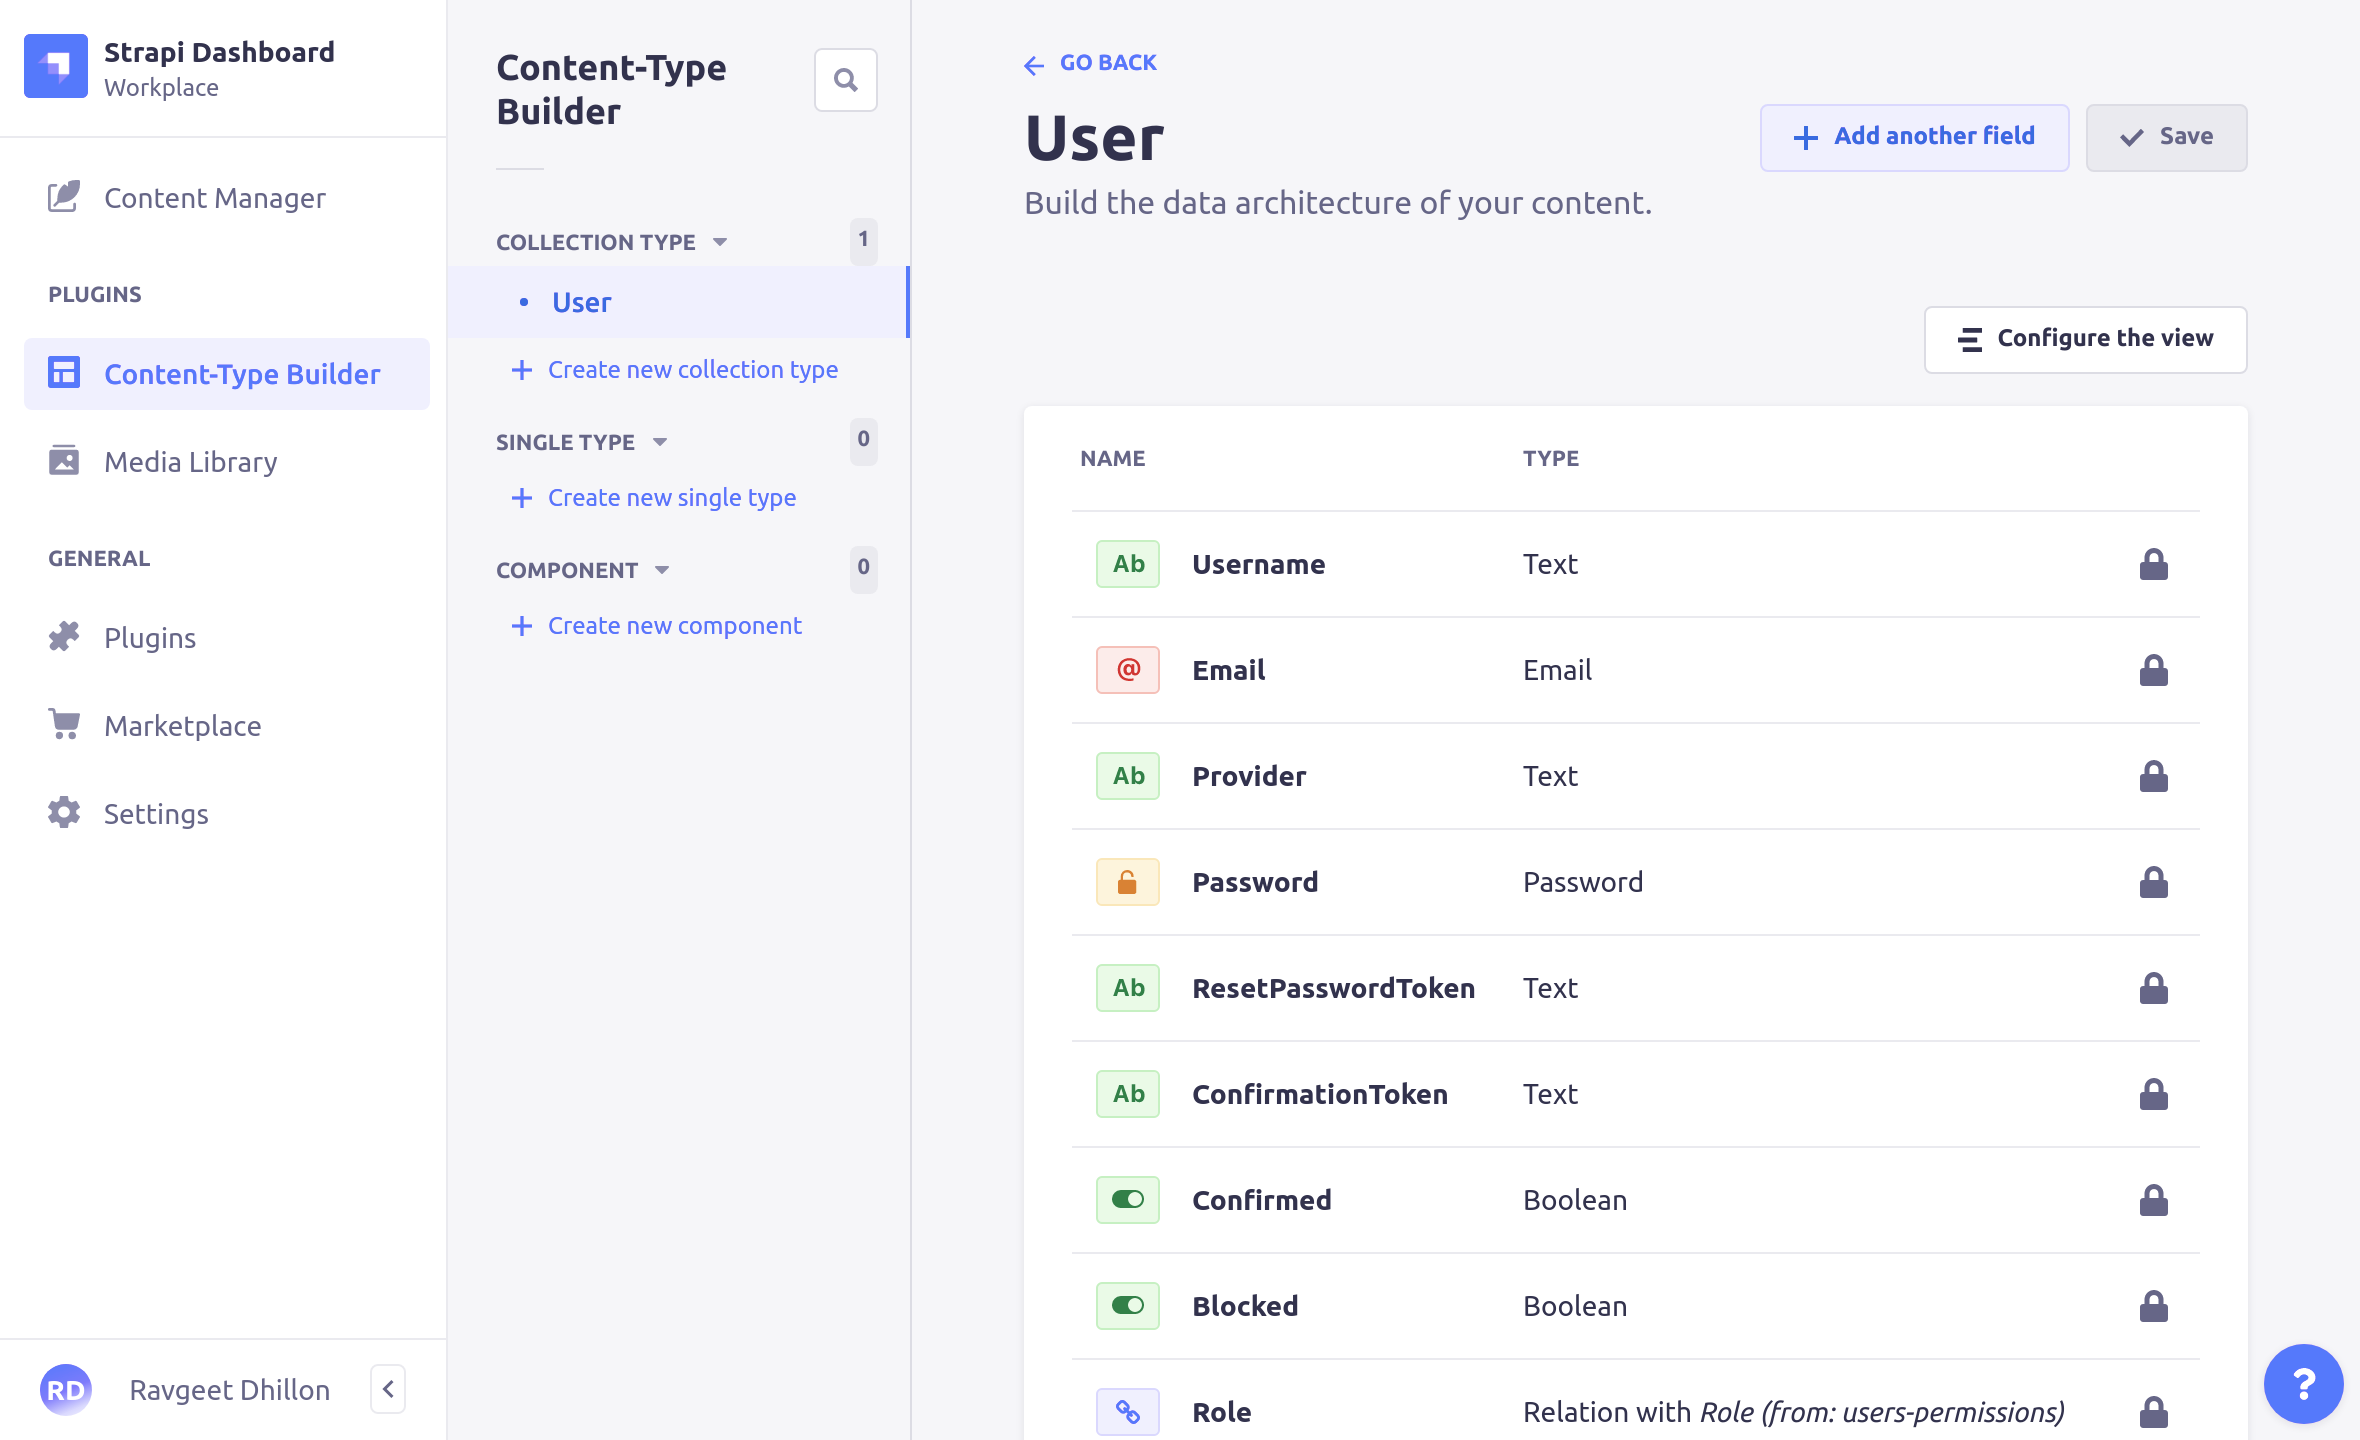 Strapi Dashboard
Workplace
Content Manager
PLUGINS
Content-Type Builder
Media Library
GENERAL
Plugins
Marketplace
Settings
RD
Ravgeet Dhillon
Content-Type
Builder
COLLECTION TYPE 1
User
Create new collection type
SINGLE TYPE 0
Create new single type
COMPONENT 0
Create new component
GO BACK
User
Build the data architecture of your content.
Add another field
Save
Configure the view
NAME TYPE
Ab Username Text
@ Email Email
Ab Provider Text
Password Password
Ab ResetPasswordToken Text
Ab ConfirmationToken Text
Confirmed Boolean
Blocked Boolean
Role Relation with Role (from: users-permissions)
?